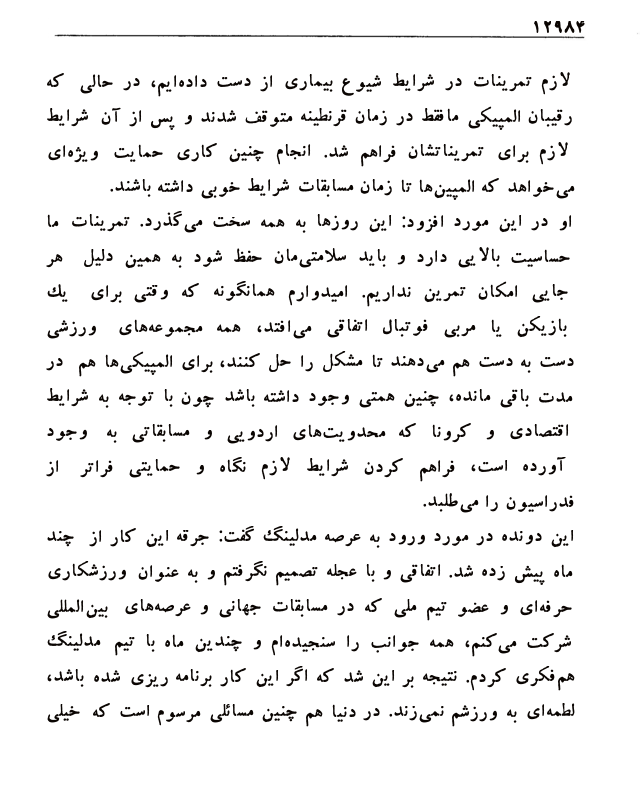 ۱۲۹۸۴
لازم تمرینات در شرایط شیوع بیماری از دست داده‌ایم، در حالی که
رقیبان المپیکی مافقط در زمان قرنطینه متوقف شدند و پس از آن شرایط
لازم برای تمریناتشان فراهم شد. انجام چنین کاری حمایت ویژه‌ای
می‌خواهد که المپین‌ها تا زمان مسابقات شرایط خوبی داشته باشند.
او در این مورد افزود: این روزها به همه سخت می‌گذرد. تمرینات ما
حساسیت بالایی دارد و باید سلامتی‌مان حفظ شود به همین دلیل هر
جایی امکان تمرین نداریم. امیدوارم همانگونه که وقتی برای یك
بازیکن یا مربی فوتبال اتفاقی می‌افتد، همه مجموعه‌های ورزشی
دست به دست هم می‌دهند تا مشکل را حل کنند، برای المپیکی‌ها هم در
مدت باقی مانده، چنین همتی وجود داشته باشد چون با توجه به شرایط
اقتصادی و کرونا که محدویت‌های اردویی و مسابقاتی به وجود
آورده است، فراهم کردن شرایط لازم نگاه و حمایتی فراتر از
فدراسیون را می‌طلبد.
این دونده در مورد ورود به عرصه مدلینگ گفت: جرقه این کار از چند
ماه پیش زده شد. اتفاقی و با عجله تصمیم نگرفتم و به عنوان ورزشکاری
حرفه‌ای و عضو تیم ملی که در مسابقات جهانی و عرصه‌های بین‌المللی
شرکت می‌کنم، همه جوانب را سنجیده‌ام و چندین ماه با تیم مدلینگ
هم‌فکری کردم. نتیجه بر این شد که اگر این کار برنامه ریزی شده باشد،
لطمه‌ای به ورزشم نمی‌زند. در دنیا هم چنین مسائلی مرسوم است که خیلی